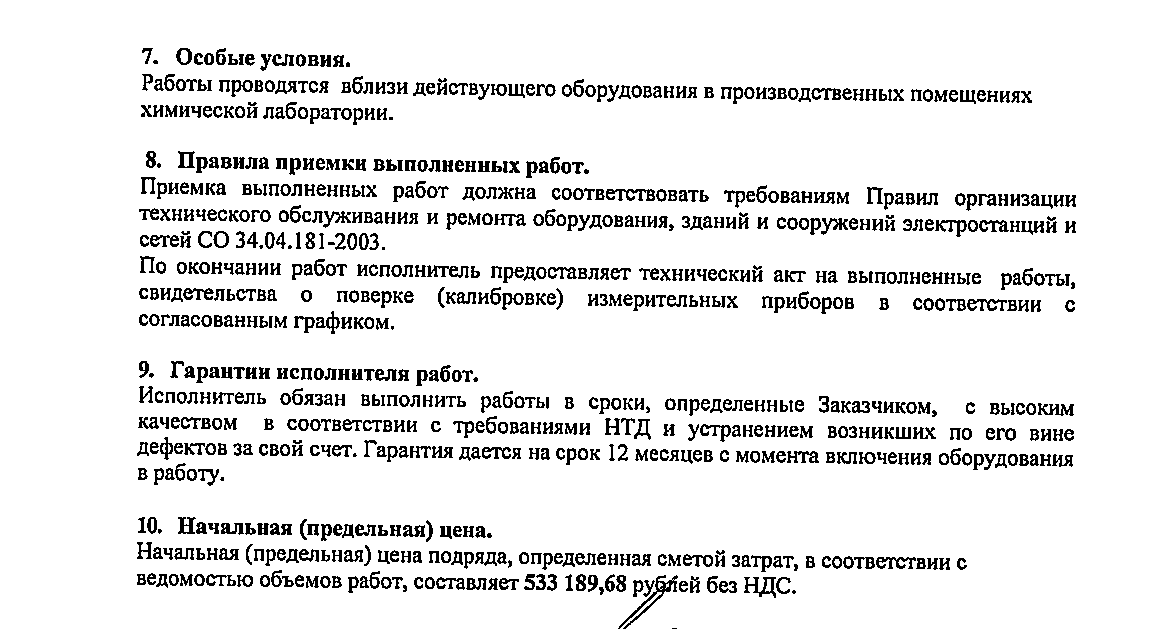 7. Особые условия.
Работы проводятся вблизи действующего оборудования в производственных помещениях
химической лаборатории.
8. Правила приемки выполненных работ.
Приемка выполненных работ должна соответствовать требованиям Правил организации
технического обслуживания и ремонта оборудования, зданий и сооружений электростанций и
сетей СО 34.04.181-2003.
По окончании работ исполнитель предоставляет технический акт на выполненные работы,
свидетельства о поверке (калибровке) измерительных приборов в соответствии с
согласованным графиком.
9. Гарантии исполнителя работ.
Исполнитель обязан выполнить работы в сроки, определенные Заказчиком, с высоким
качеством в соответствии с требованиями НТД и устранением возникших по его вине
дефектов за свой счет. Гарантия дается на срок 12 месяцев с момента включения оборудования
в работу.
10. Начальная (предельная) цена.
Начальная (предельная) цена подряда, определенная сметой затрат, в соответствии с
ведомостью объемов работ, составляет 533 189,68 рублей без НДС.